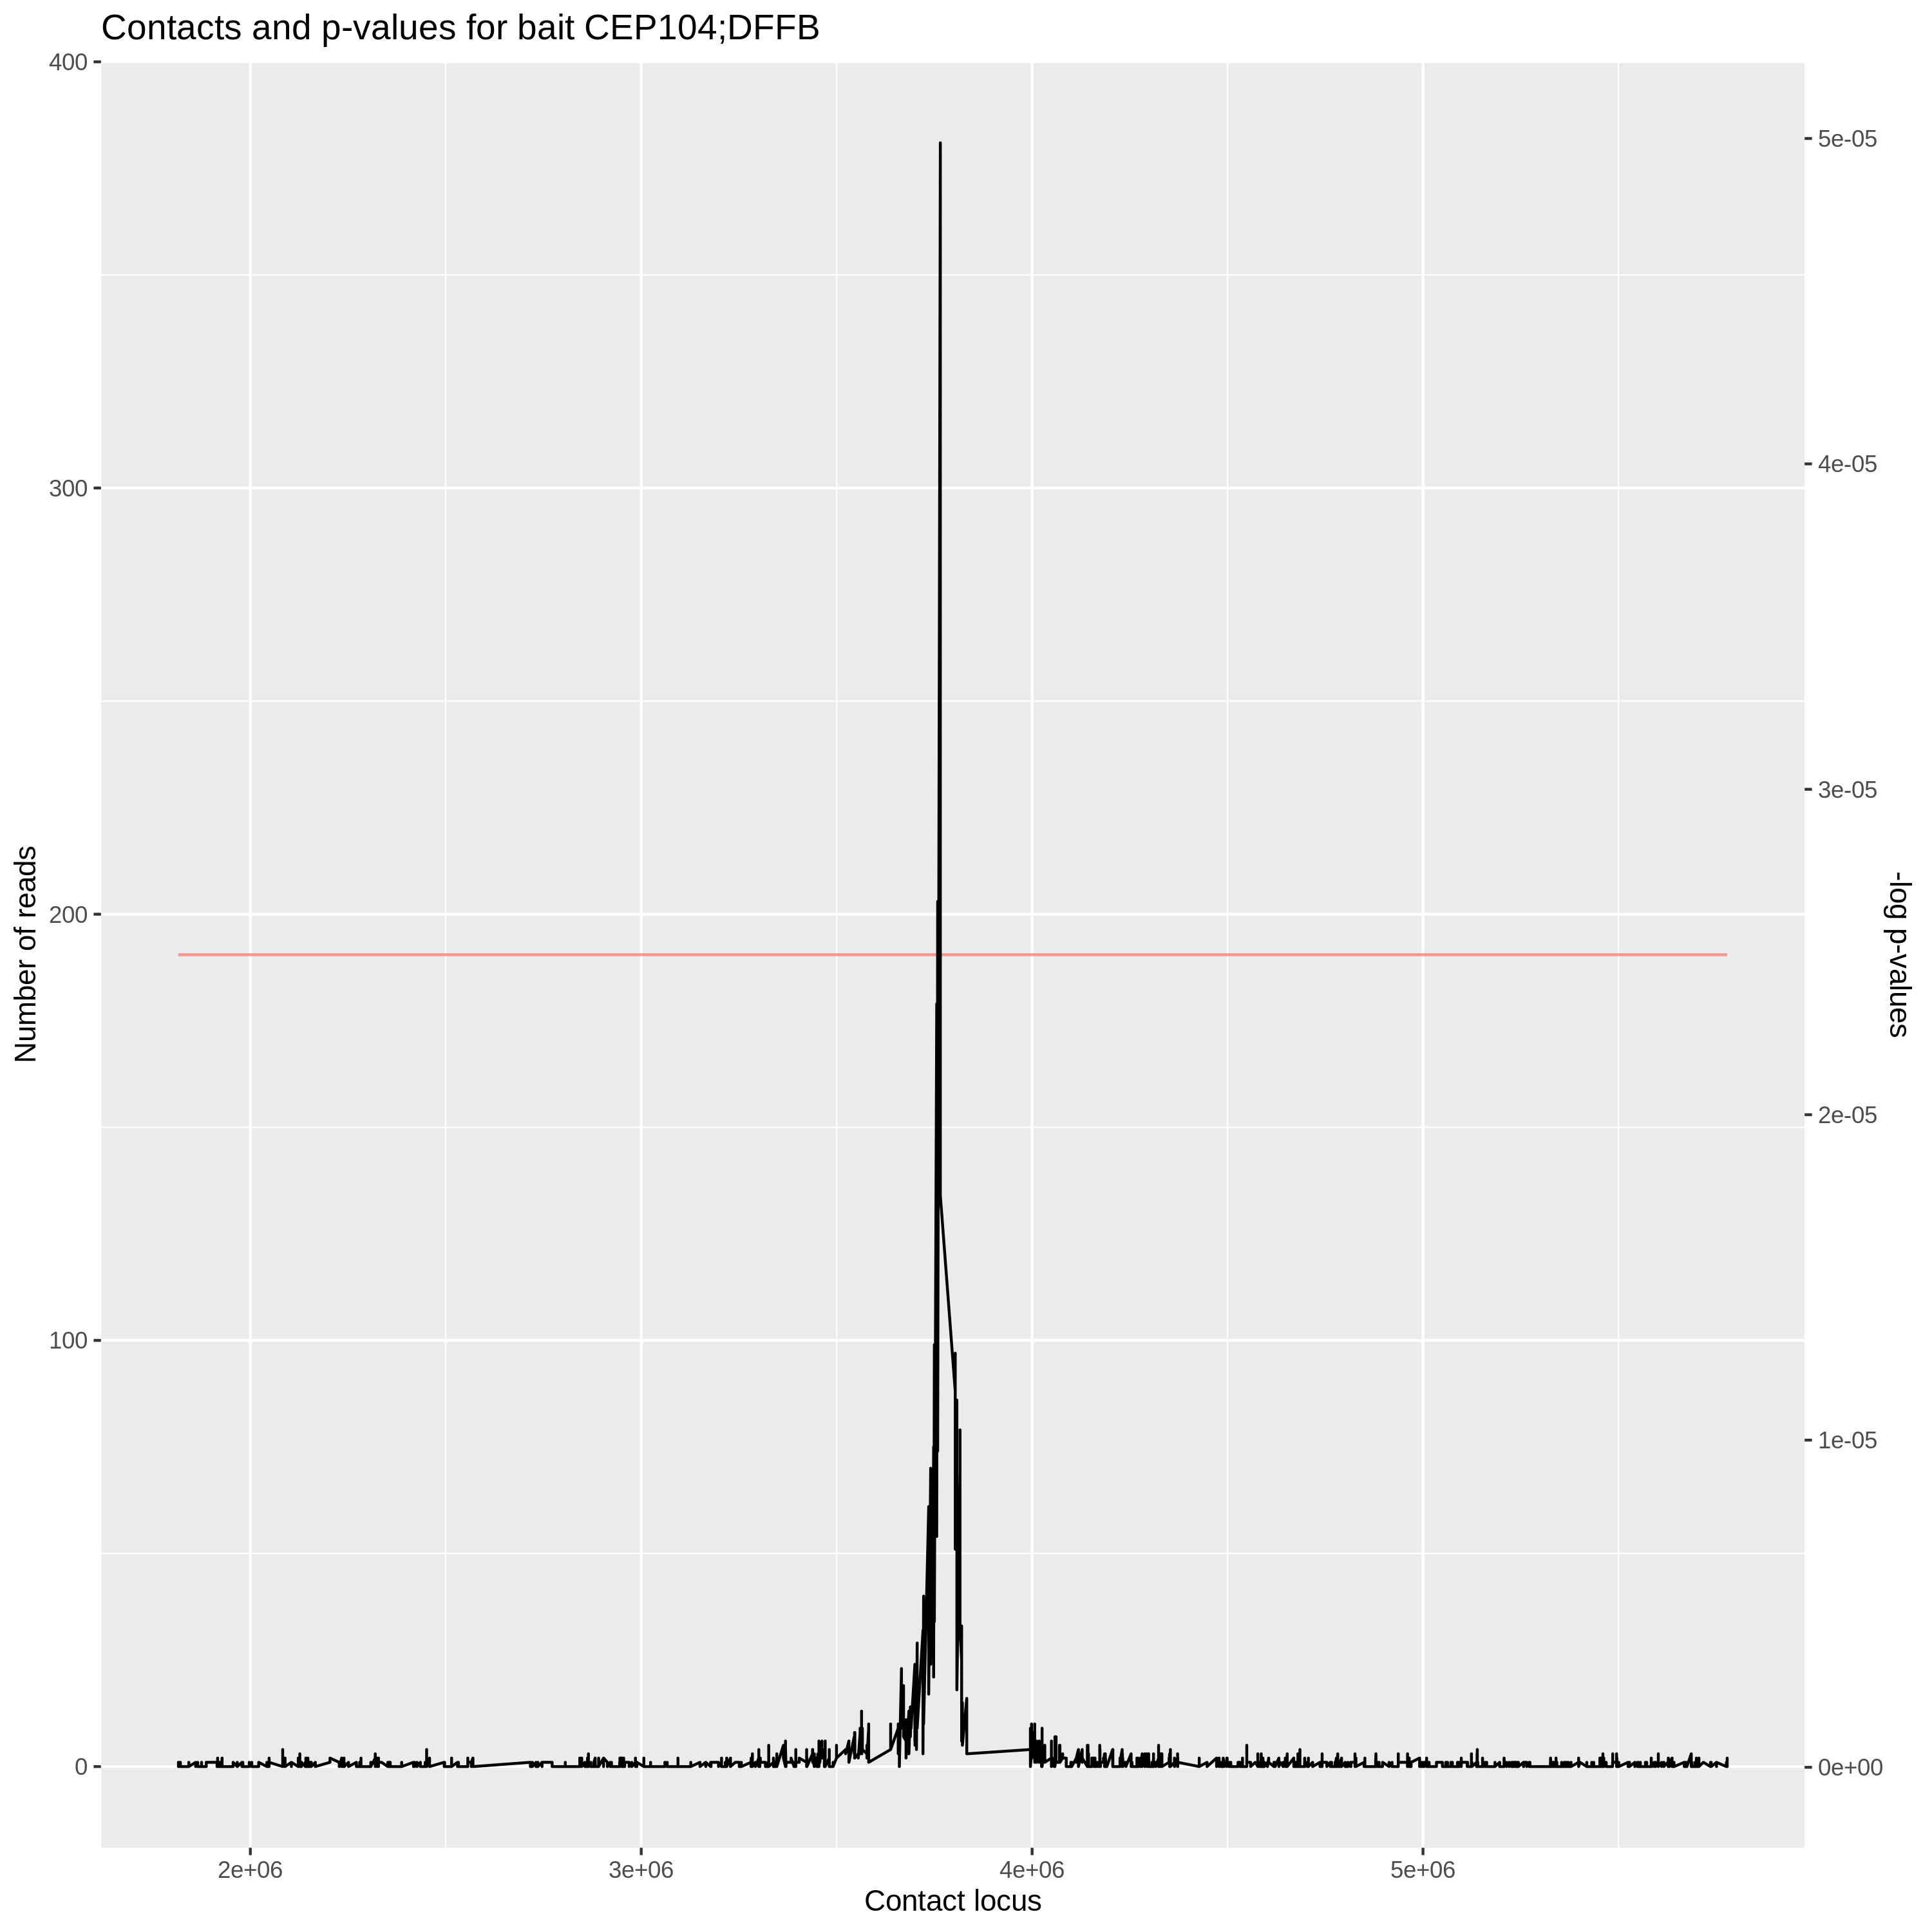 Contacts and p-values for bait CEP104;DFFB
400
300
200
100
0
Number of reads
5e-05
4e-05
3e-05
2e-05
1e-05
0e+00
-log p-values
2e+06
3e+06
4e+06
5e+06
Contact locus